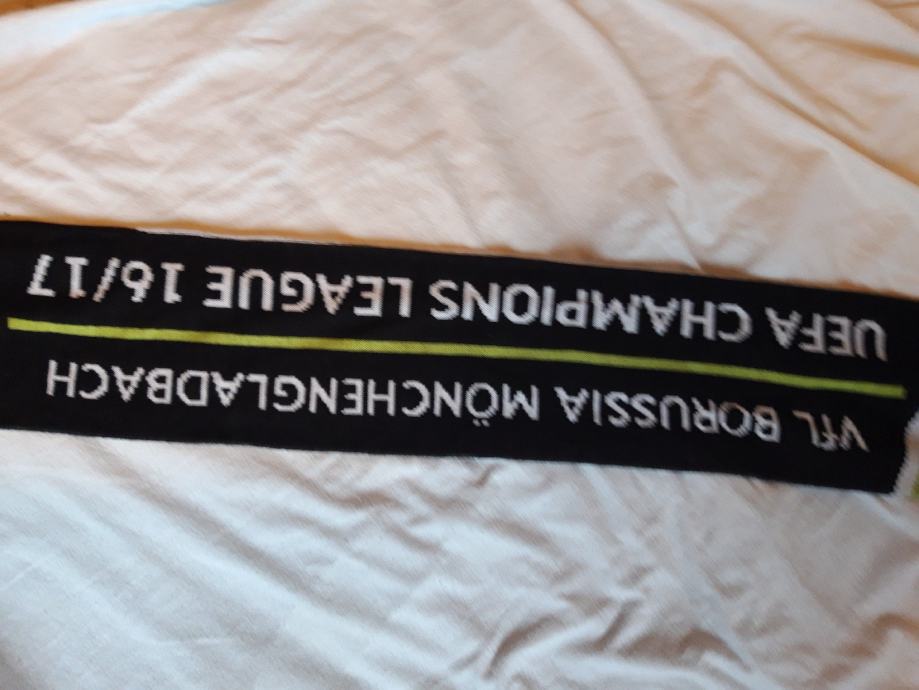 VfL BORUSSIA MÖNCHENGLADBACH
UEFA CHAMPIONS LEAGUE 16/17